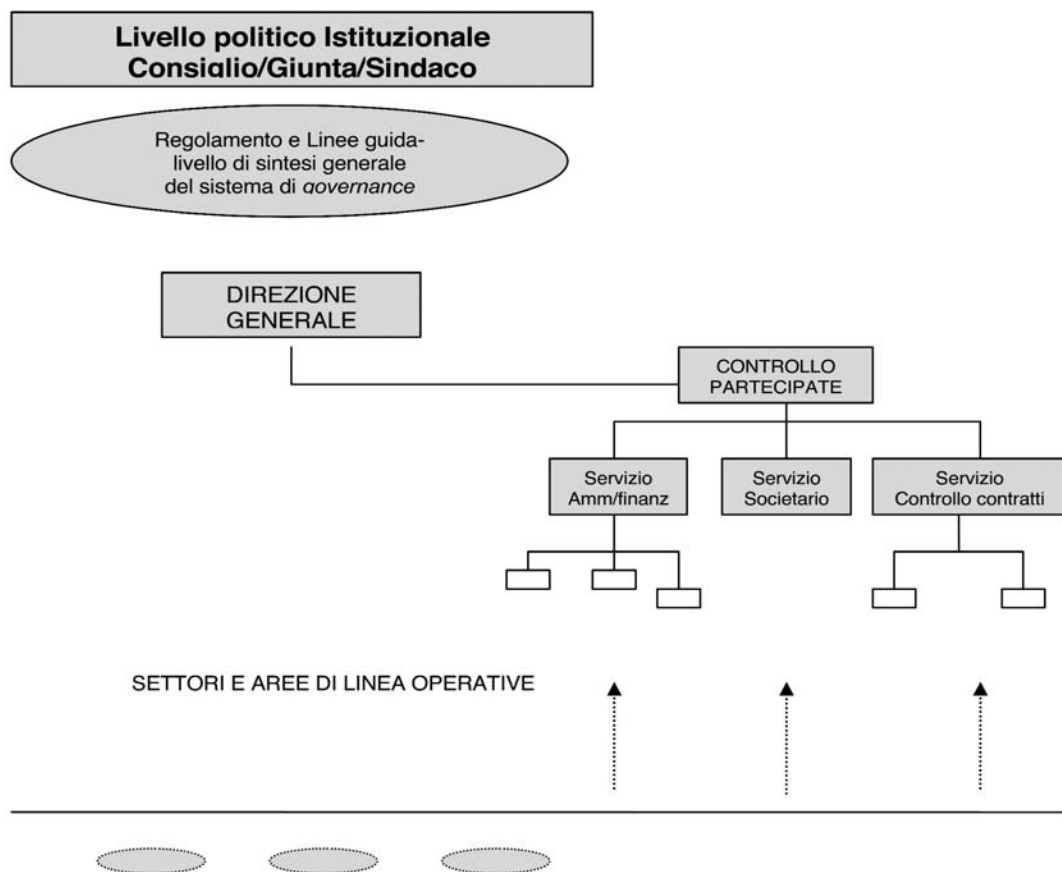 Livello politico Istituzionale
Consiglio/Giunta/Sindaco
Regolamento e Linee guida-
livello di sintesi generale
del sistema di governance
DIREZIONE
GENERALE
CONTROLLO
PARTECIPATE
Servizio
Amm/finanz
Servizio
Societario
Servizio
Controllo contratti
SETTORI E AREE DI LINEA OPERATIVE